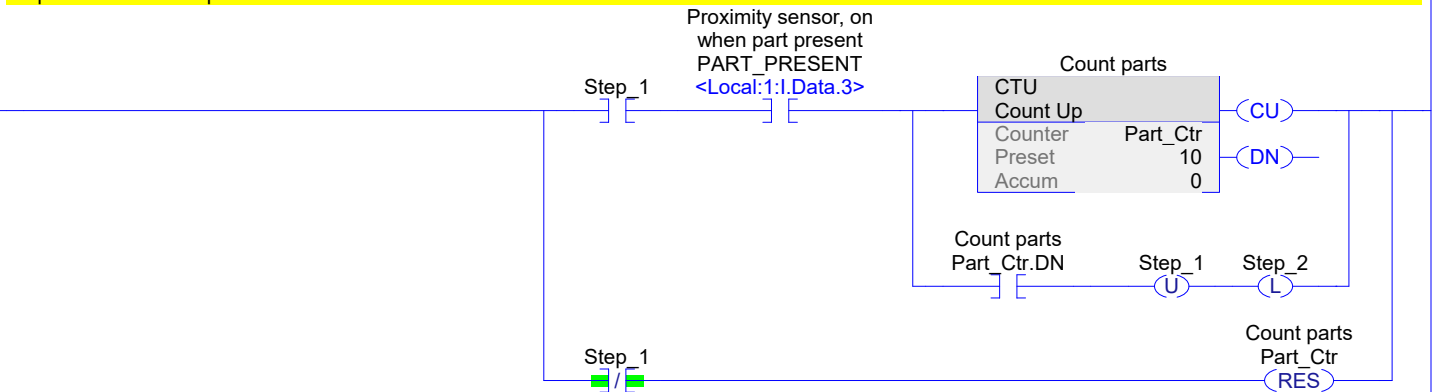 Proximity sensor, on
when part present
PART_PRESENT
<Local:1:I.Data.3>
Step_1
Count parts
CTU
Count Up
Counter Part_Ctr
Preset 10
Accum 0
CU
DN
Count parts
Part_Ctr.DN
Step_1
U
Step_2
L
Step_1
/
Count parts
Part_Ctr
RES